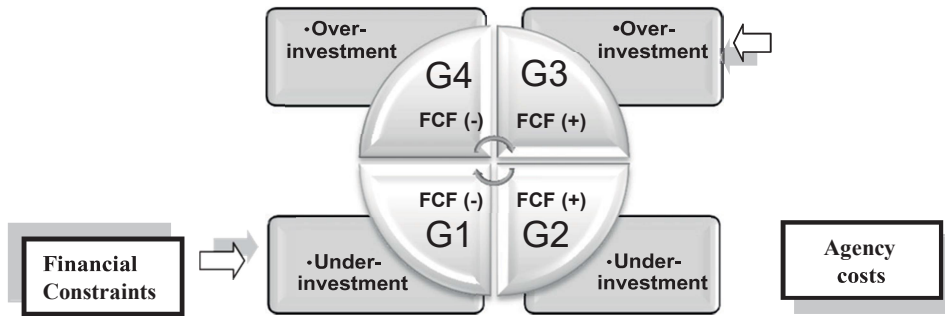 •Over-
investment
•Over-
investment
G4
G3
FCF (-)
FCF (+)
FCF (-)
FCF (+)
G1
G2
•Under-
investment
•Under-
investment
Financial
Constraints
Agency
costs